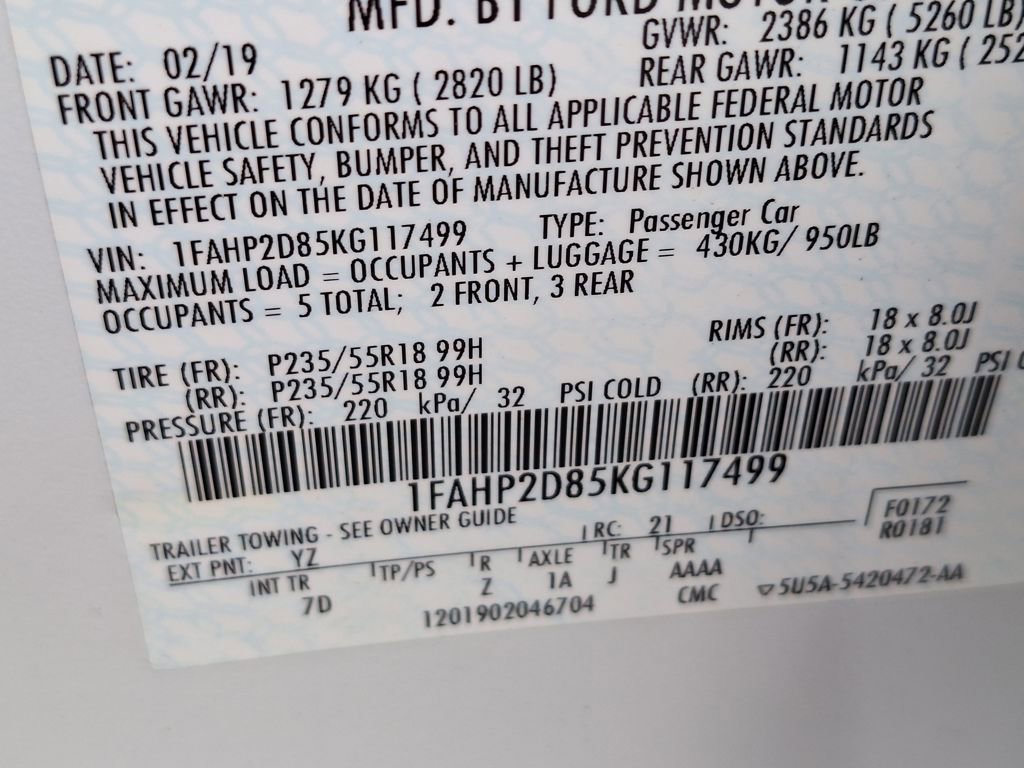 MFD. BY FORD MOTOR
DATE: 02/19 GVWR: 2386 KG ( 5260 LB)
FRONT GAWR: 1279 KG ( 2820 LB) REAR GAWR: 1143 KG ( 252
THIS VEHICLE CONFORMS TO ALL APPLICABLE FEDERAL MOTOR
VEHICLE SAFETY, BUMPER, AND THEFT PREVENTION STANDARDS
IN EFFECT ON THE DATE OF MANUFACTURE SHOWN ABOVE.
VIN: 1FAHP2D85KG117499 TYPE: Passenger Car
MAXIMUM LOAD = OCCUPANTS + LUGGAGE = 430KG/ 950LB
OCCUPANTS = 5 TOTAL; 2 FRONT, 3 REAR
TIRE (FR): P235/55R18 99H RIMS (FR): 18 x 8.0J
(RR): P235/55R18 99H (RR): 18 x 8.0J
PRESSURE (FR): 220 kPa/ 32 PSI COLD (RR): 220 kPa/ 32 PSI C
1FAHP2D85KG117499
TRAILER TOWING - SEE OWNER GUIDE
EXT PNT: YZ RC: 21 DSO: F0172
R0181
INT TR TP/PS R AXLE TR SPR
7D Z 1A J AAAA
1201902046704 CMC ▽5U5A-5420472-AA